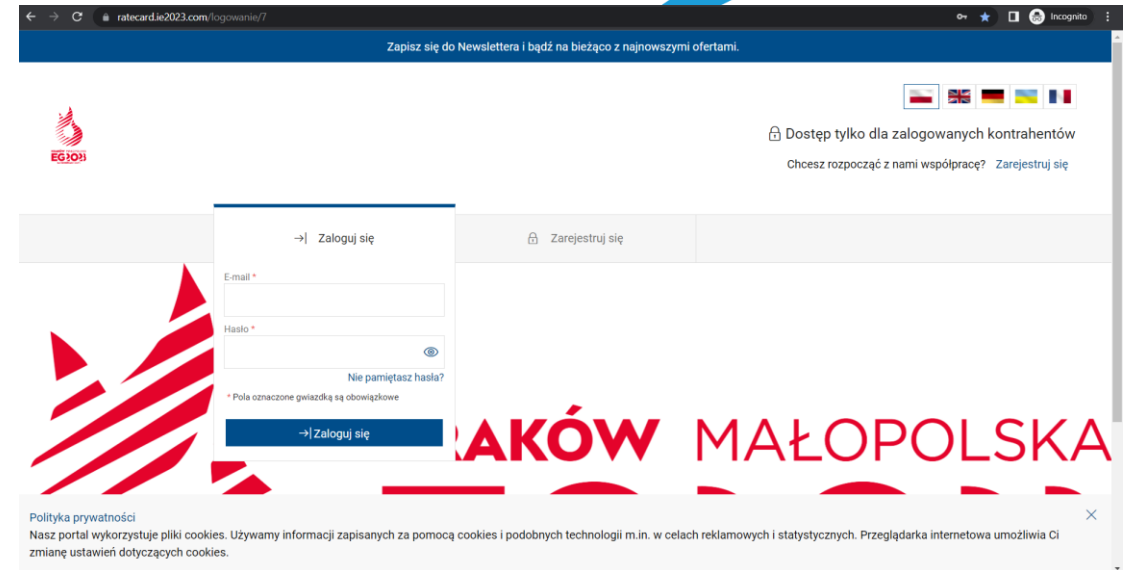 ratecard.ie2023.com/logowanie/7
Incognito
Zapisz się do Newslettera i bądź na bieżąco z najnowszymi ofertami.
EG2023
Dostęp tylko dla zalogowanych kontrahentów
Chcesz rozpocząć z nami współpracę? Zarejestruj się
Zaloguj się
Zarejestruj się
E-mail *
Hasło *
Nie pamiętasz hasła?
* Pola oznaczone gwiazdką są obowiązkowe
Zaloguj się
RAKÓW MAŁOPOLSKA
Polityka prywatności
Nasz portal wykorzystuje pliki cookies. Używamy informacji zapisanych za pomocą cookies i podobnych technologii m.in. w celach reklamowych i statystycznych. Przeglądarka internetowa umożliwia Ci
zmianę ustawień dotyczących cookies.